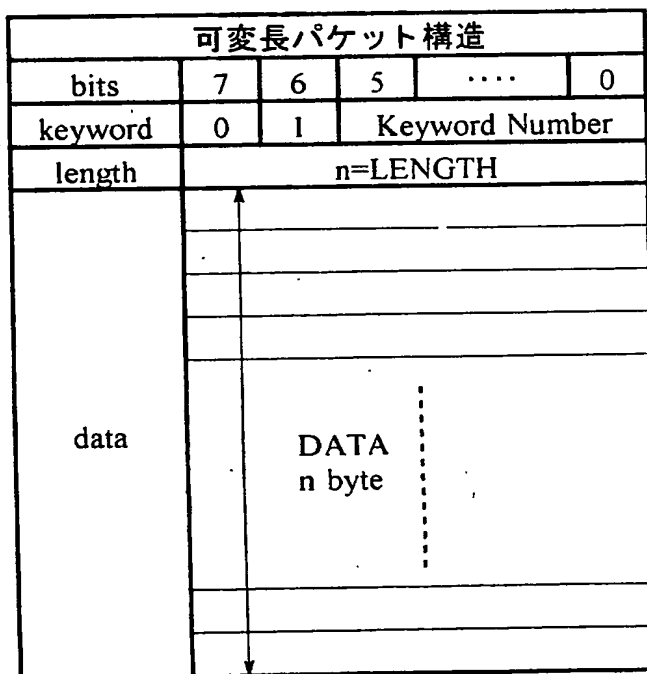 可変長パケット構造
bits 7 6 5 ···· 0
keyword 0 1 Keyword Number
length n=LENGTH
data DATA
n byte